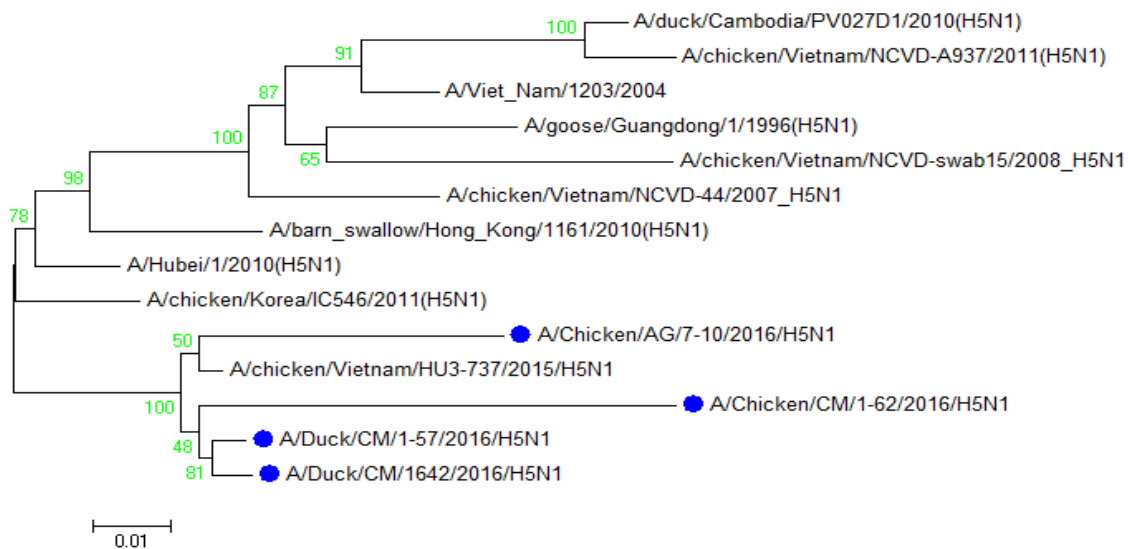 A/duck/Cambodia/PV027D1/2010(H5N1)
100
A/chicken/Vietnam/NCVD-A937/2011(H5N1)
91
A/Viet_Nam/1203/2004
87
A/goose/Guangdong/1/1996(H5N1)
100
65
A/chicken/Vietnam/NCVD-swab15/2008_H5N1
98
A/chicken/Vietnam/NCVD-44/2007_H5N1
78
A/barn_swallow/Hong_Kong/1161/2010(H5N1)
A/Hubei/1/2010(H5N1)
A/chicken/Korea/IC546/2011(H5N1)
A/Chicken/AG/7-10/2016/H5N1
50
A/chicken/Vietnam/HU3-737/2015/H5N1
100
A/Chicken/CM/1-62/2016/H5N1
48
A/Duck/CM/1-57/2016/H5N1
81
A/Duck/CM/1642/2016/H5N1
0.01